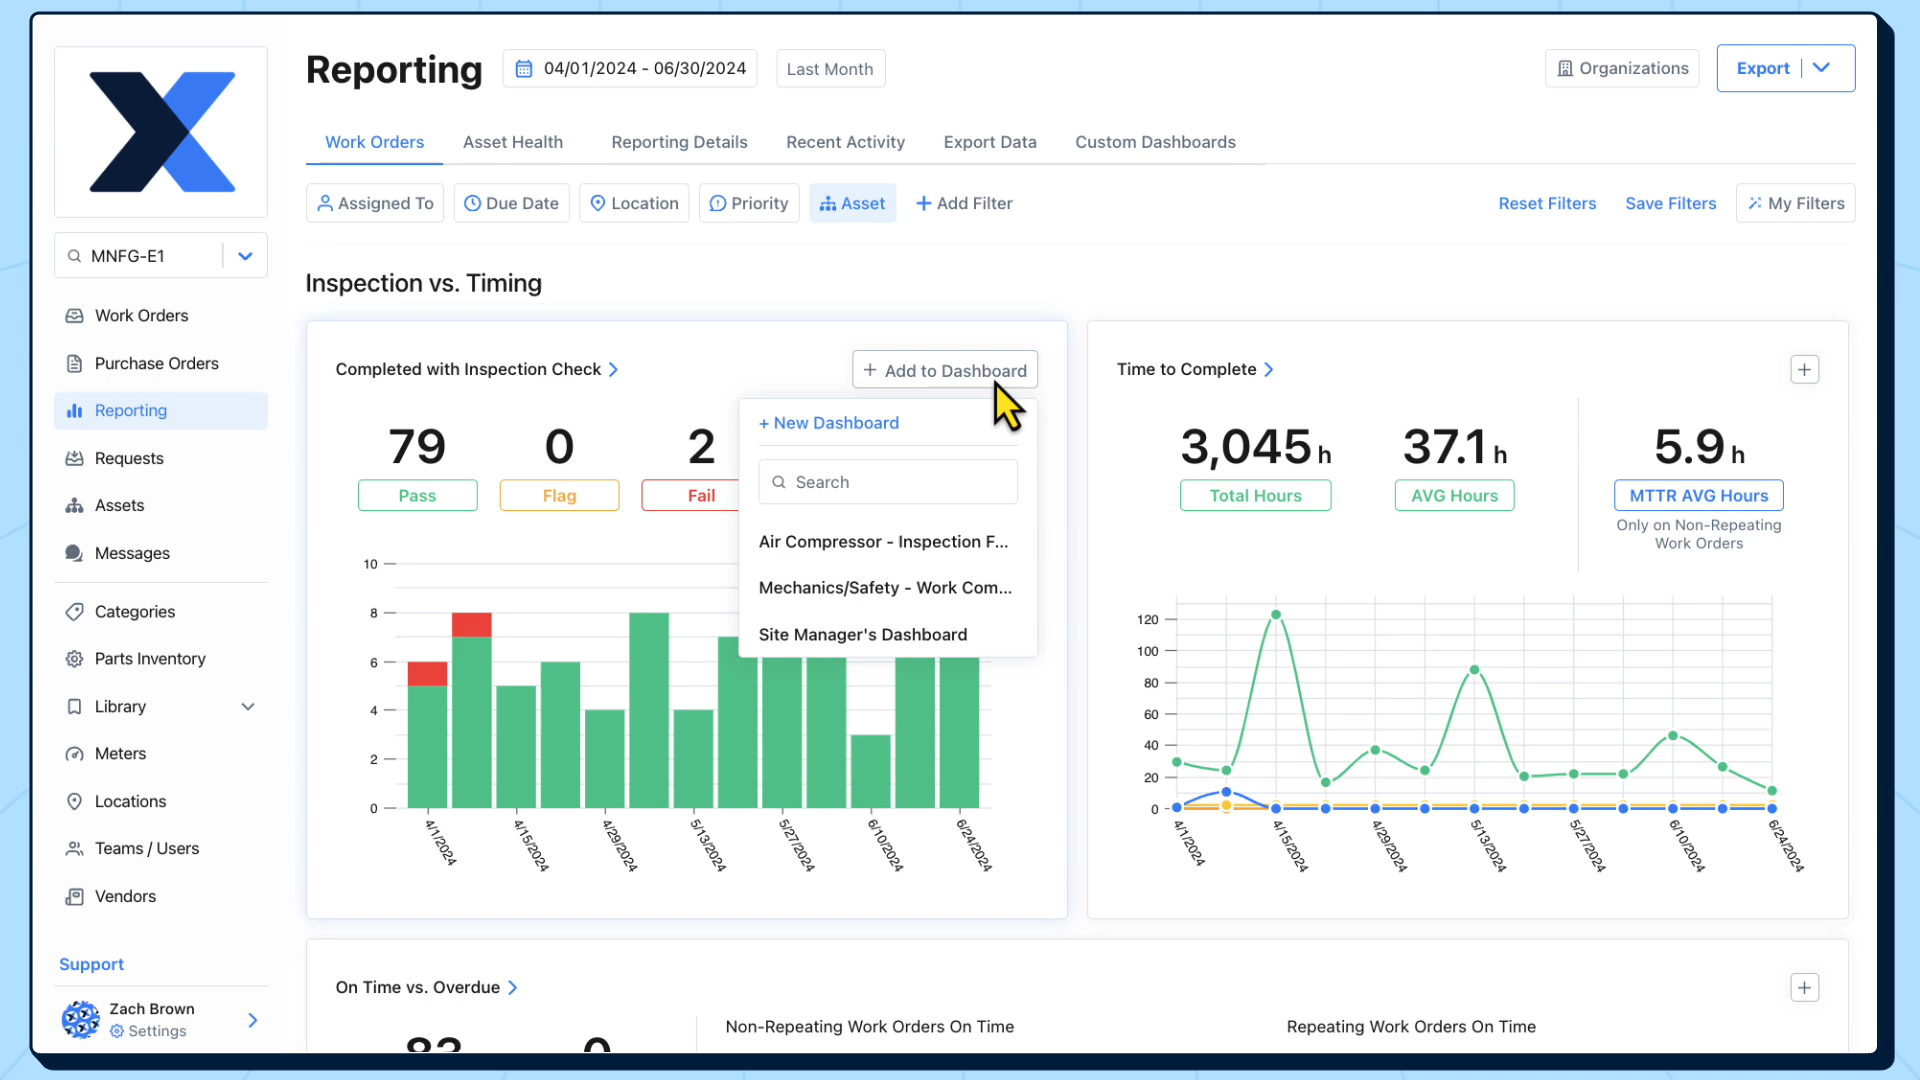 Reporting
04/01/2024 - 06/30/2024
Last Month
Organizations
Export
Work Orders
Asset Health
Reporting Details
Recent Activity
Export Data
Custom Dashboards
Assigned To
Due Date
Location
Priority
Asset
Add Filter
Reset Filters
Save Filters
My Filters
MNFG-E1
Work Orders
Purchase Orders
Reporting
Requests
Assets
Messages
Categories
Parts Inventory
Library
Meters
Locations
Teams / Users
Vendors
Support
Zach Brown
Settings
Inspection vs. Timing
Completed with Inspection Check
+ Add to Dashboard
79
0
2
Pass
Flag
Fail
+ New Dashboard
Search
Air Compressor - Inspection F...
Mechanics/Safety - Work Com...
Site Manager's Dashboard
10
8
6
4
2
0
4/1/2024
4/15/2024
4/29/2024
5/13/2024
5/27/2024
6/10/2024
6/24/2024
Time to Complete
3,045 h
37.1 h
5.9 h
Total Hours
AVG Hours
MTTR AVG Hours
Only on Non-Repeating
Work Orders
120
100
80
60
40
20
0
4/1/2024
4/15/2024
4/29/2024
5/13/2024
5/27/2024
6/10/2024
6/24/2024
On Time vs. Overdue
Non-Repeating Work Orders On Time
Repeating Work Orders On Time